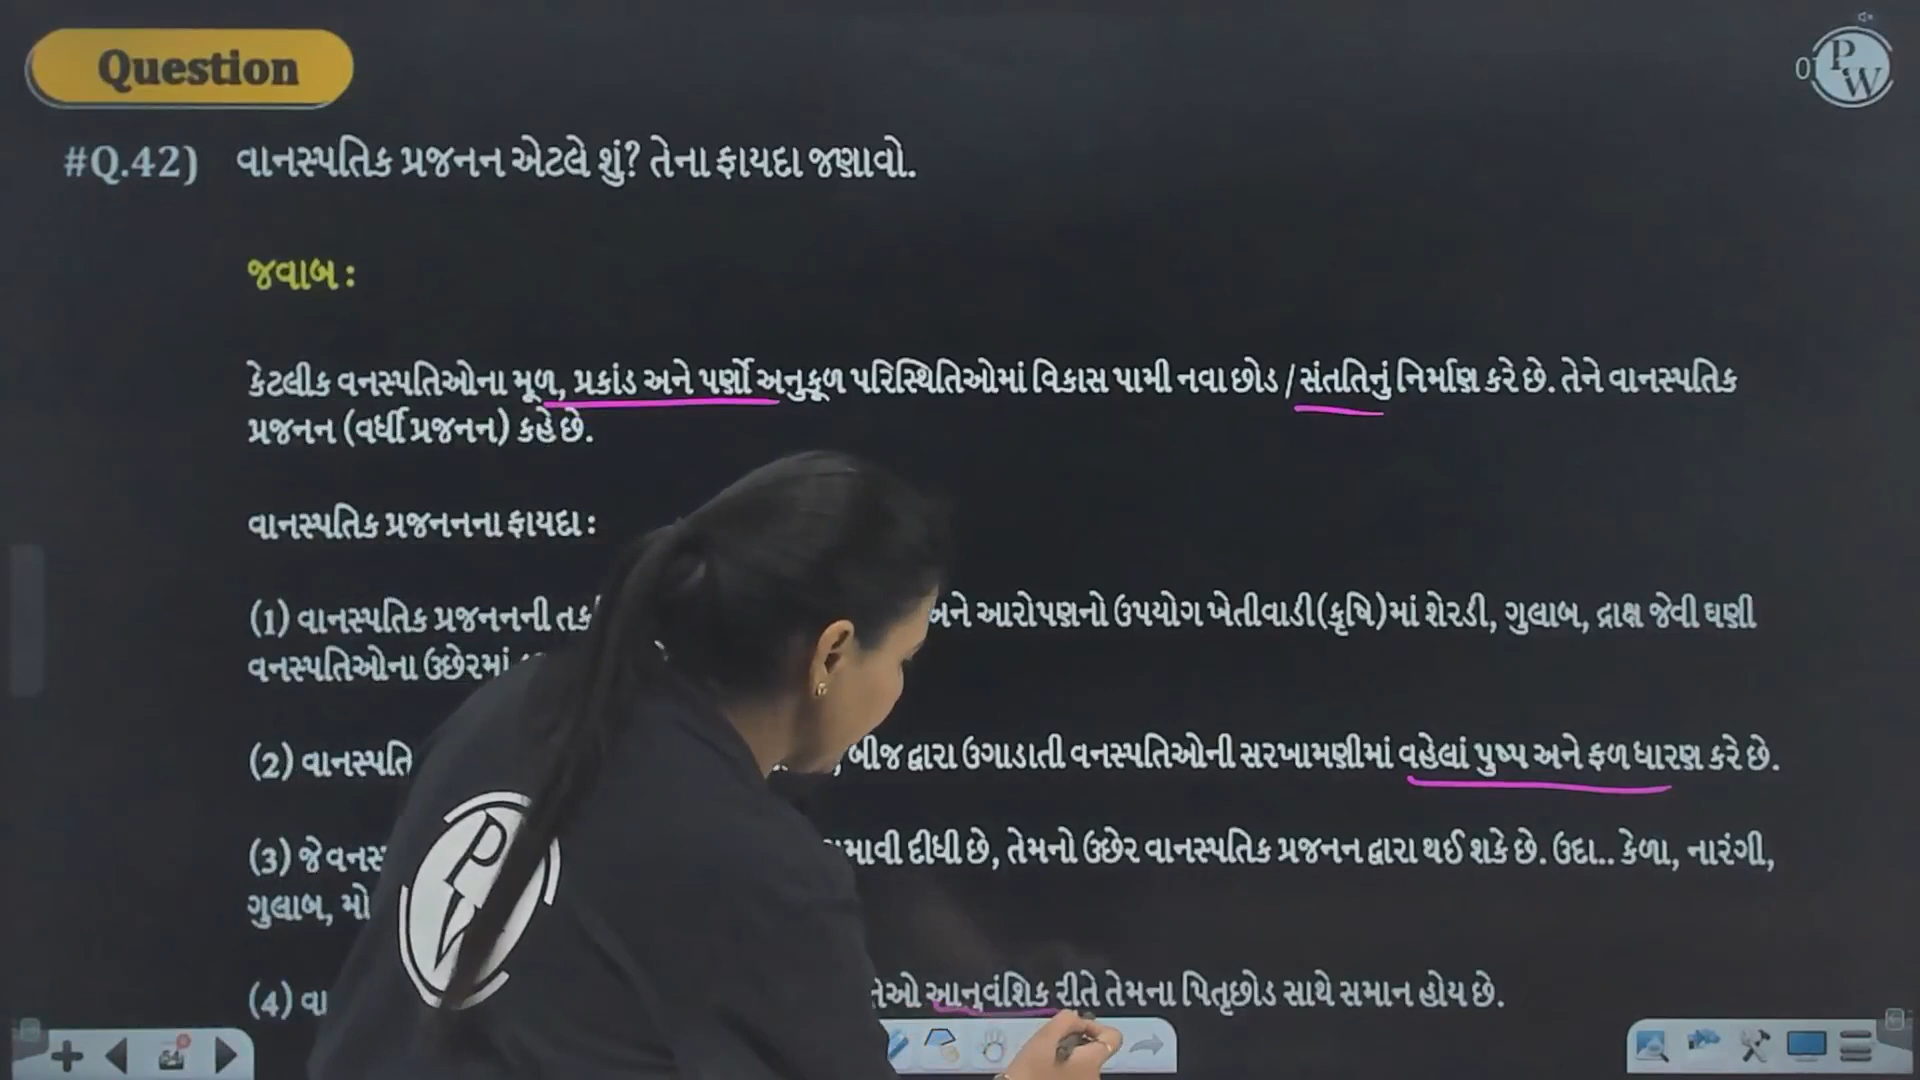 Question
PW
#Q.42) વાનસ્પતિક પ્રજનન એટલે શું? તેના ફાયદા જણાવો.
જવાબ :
કેટલીક વનસ્પતિઓના મૂળ, પ્રકાંડ અને પર્ણો અનુકૂળ પરિસ્થિતિઓમાં વિકાસ પામી નવા છોડ / સંતતિનું નિર્માણ કરે છે. તેને વાનસ્પતિક
પ્રજનન (વર્ધી પ્રજનન) કહે છે.
વાનસ્પતિક પ્રજનનના ફાયદા :
(1) વાનસ્પતિક પ્રજનનની અને આરોપણનો ઉપયોગ ખેતીવાડી(કૃષિ)માં શેરડી, ગુલાબ, દ્રાક્ષ જેવી ઘણી
વનસ્પતિઓના ઉછેરમાં
(2) બીજ દ્વારા ઉગાડાતી વનસ્પતિઓની સરખામણીમાં વહેલાં પુષ્પ અને ફળ ધારણ કરે છે.
(3) જે દીધી છે, તેમનો ઉછેર વાનસ્પતિક પ્રજનન દ્વારા થઈ શકે છે. ઉદા.. કેળા, નારંગી,
ગુલાબ,
(4) આનુવંશિક રીતે તેમના પિતૃછોડ સાથે સમાન હોય છે.
64